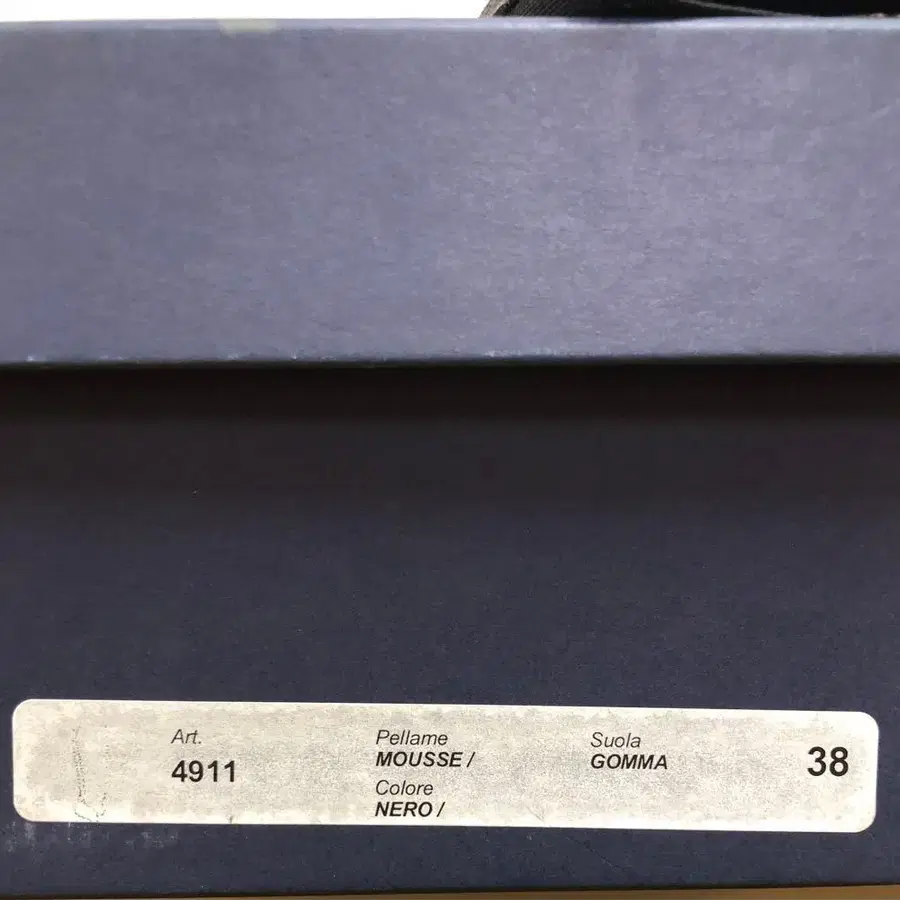 Art.
4911
Pellame
MOUSSE /
Colore
NERO /
Suola
GOMMA
38